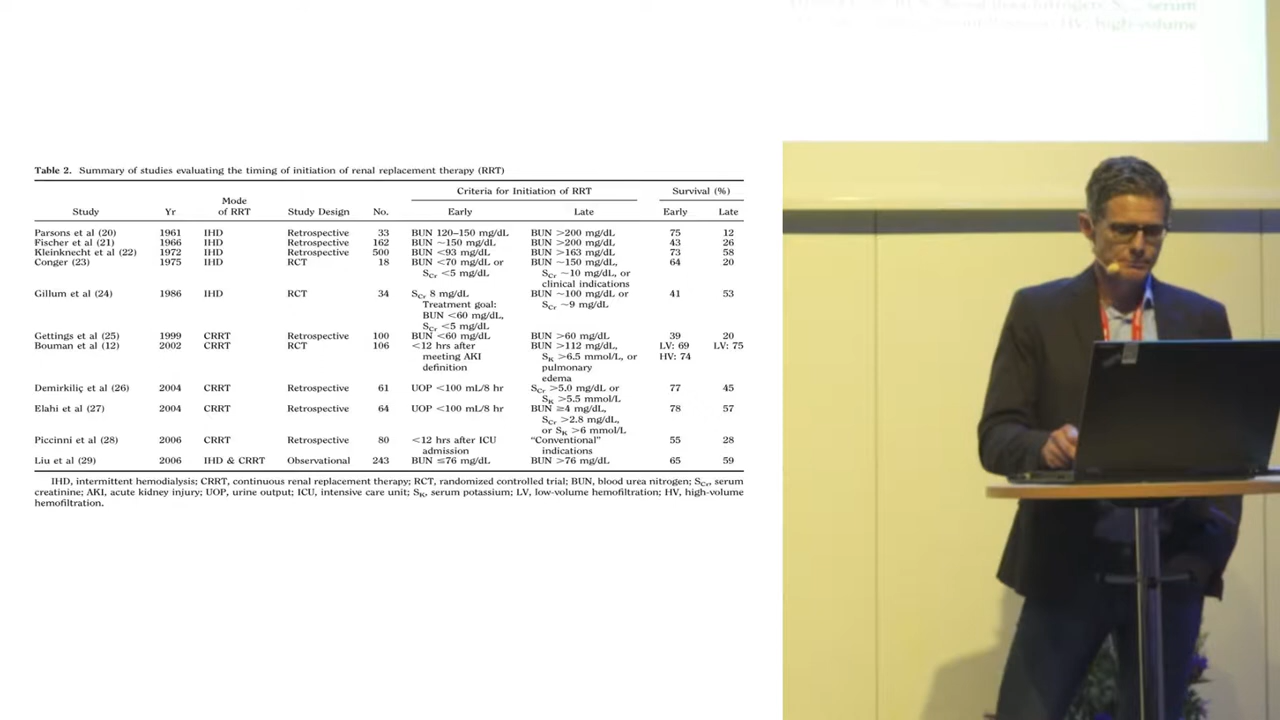 serum
HV, high-volume
Table 2. Summary of studies evaluating the timing of initiation of renal replacement therapy (RRT)
Criteria for Initiation of RRT Survival (%)
Mode
Study Yr of RRT Study Design No. Early Late Early Late
Parsons et al (20) 1961 IHD Retrospective 33 BUN 120–150 mg/dL BUN >200 mg/dL 75 12
Fischer et al (21) 1966 IHD Retrospective 162 BUN ~150 mg/dL BUN >200 mg/dL 43 26
Kleinknecht et al (22) 1972 IHD Retrospective 500 BUN <93 mg/dL BUN >163 mg/dL 73 58
Conger (23) 1975 IHD RCT 18 BUN <70 mg/dL or BUN ~150 mg/dL, 64 20
SCr <5 mg/dL SCr ~10 mg/dL, or
clinical indications
Gillum et al (24) 1986 IHD RCT 34 SCr 8 mg/dL BUN ~100 mg/dL or 41 53
Treatment goal: SCr ~9 mg/dL
BUN <60 mg/dL,
SCr <5 mg/dL
Gettings et al (25) 1999 CRRT Retrospective 100 BUN <60 mg/dL BUN >60 mg/dL 39 20
Bouman et al (12) 2002 CRRT RCT 106 <12 hrs after BUN >112 mg/dL, LV: 69 LV: 75
meeting AKI SK >6.5 mmol/L, or HV: 74
definition pulmonary
edema
Demirkiliç et al (26) 2004 CRRT Retrospective 61 UOP <100 mL/8 hr SCr >5.0 mg/dL or 77 45
SK >5.5 mmol/L
Elahi et al (27) 2004 CRRT Retrospective 64 UOP <100 mL/8 hr BUN ≥4 mg/dL, 78 57
SCr >2.8 mg/dL,
or SK >6 mmol/L
Piccinni et al (28) 2006 CRRT Retrospective 80 <12 hrs after ICU “Conventional” 55 28
admission indications
Liu et al (29) 2006 IHD & CRRT Observational 243 BUN ≤76 mg/dL BUN >76 mg/dL 65 59
IHD, intermittent hemodialysis; CRRT, continuous renal replacement therapy; RCT, randomized controlled trial; BUN, blood urea nitrogen; SCr, serum
creatinine; AKI, acute kidney injury; UOP, urine output; ICU, intensive care unit; SK, serum potassium; LV, low-volume hemofiltration; HV, high-volume
hemofiltration.